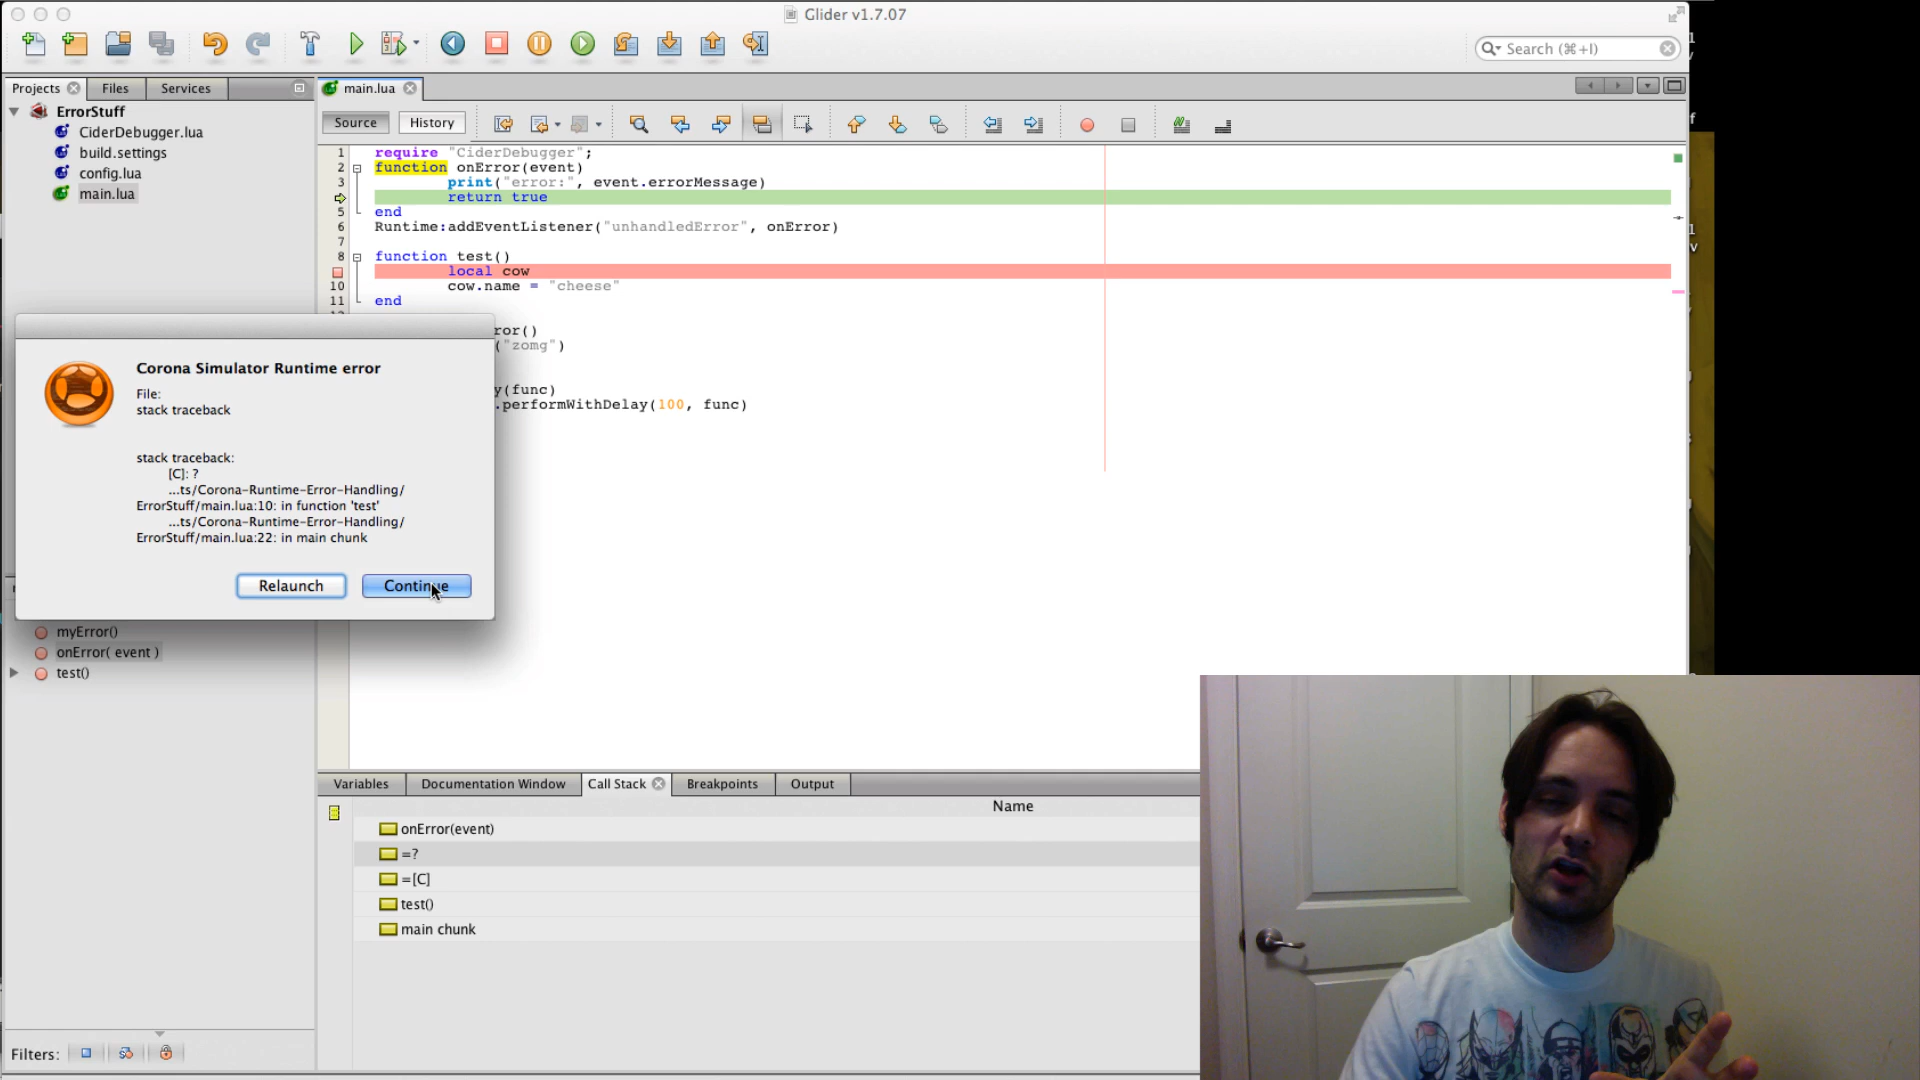 Glider v1.7.07
Search (⌘+I)
Projects
Files
Services
main.lua
ErrorStuff
CiderDebugger.lua
build.settings
config.lua
main.lua
Source
History
1 require "CiderDebugger";
2 function onError(event)
3 print("error:", event.errorMessage)
return true
5 end
6 Runtime:addEventListener("unhandledError", onError)
7
8 function test()
local cow
10 cow.name = "cheese"
11 end
ror()
("zomg")
y(func)
.performWithDelay(100, func)
Corona Simulator Runtime error
File:
stack traceback
stack traceback:
[C]: ?
...ts/Corona-Runtime-Error-Handling/
ErrorStuff/main.lua:10: in function 'test'
...ts/Corona-Runtime-Error-Handling/
ErrorStuff/main.lua:22: in main chunk
Relaunch
Continue
myError()
onError( event )
test()
Variables
Documentation Window
Call Stack
Breakpoints
Output
Name
onError(event)
=?
=[C]
test()
main chunk
Filters: